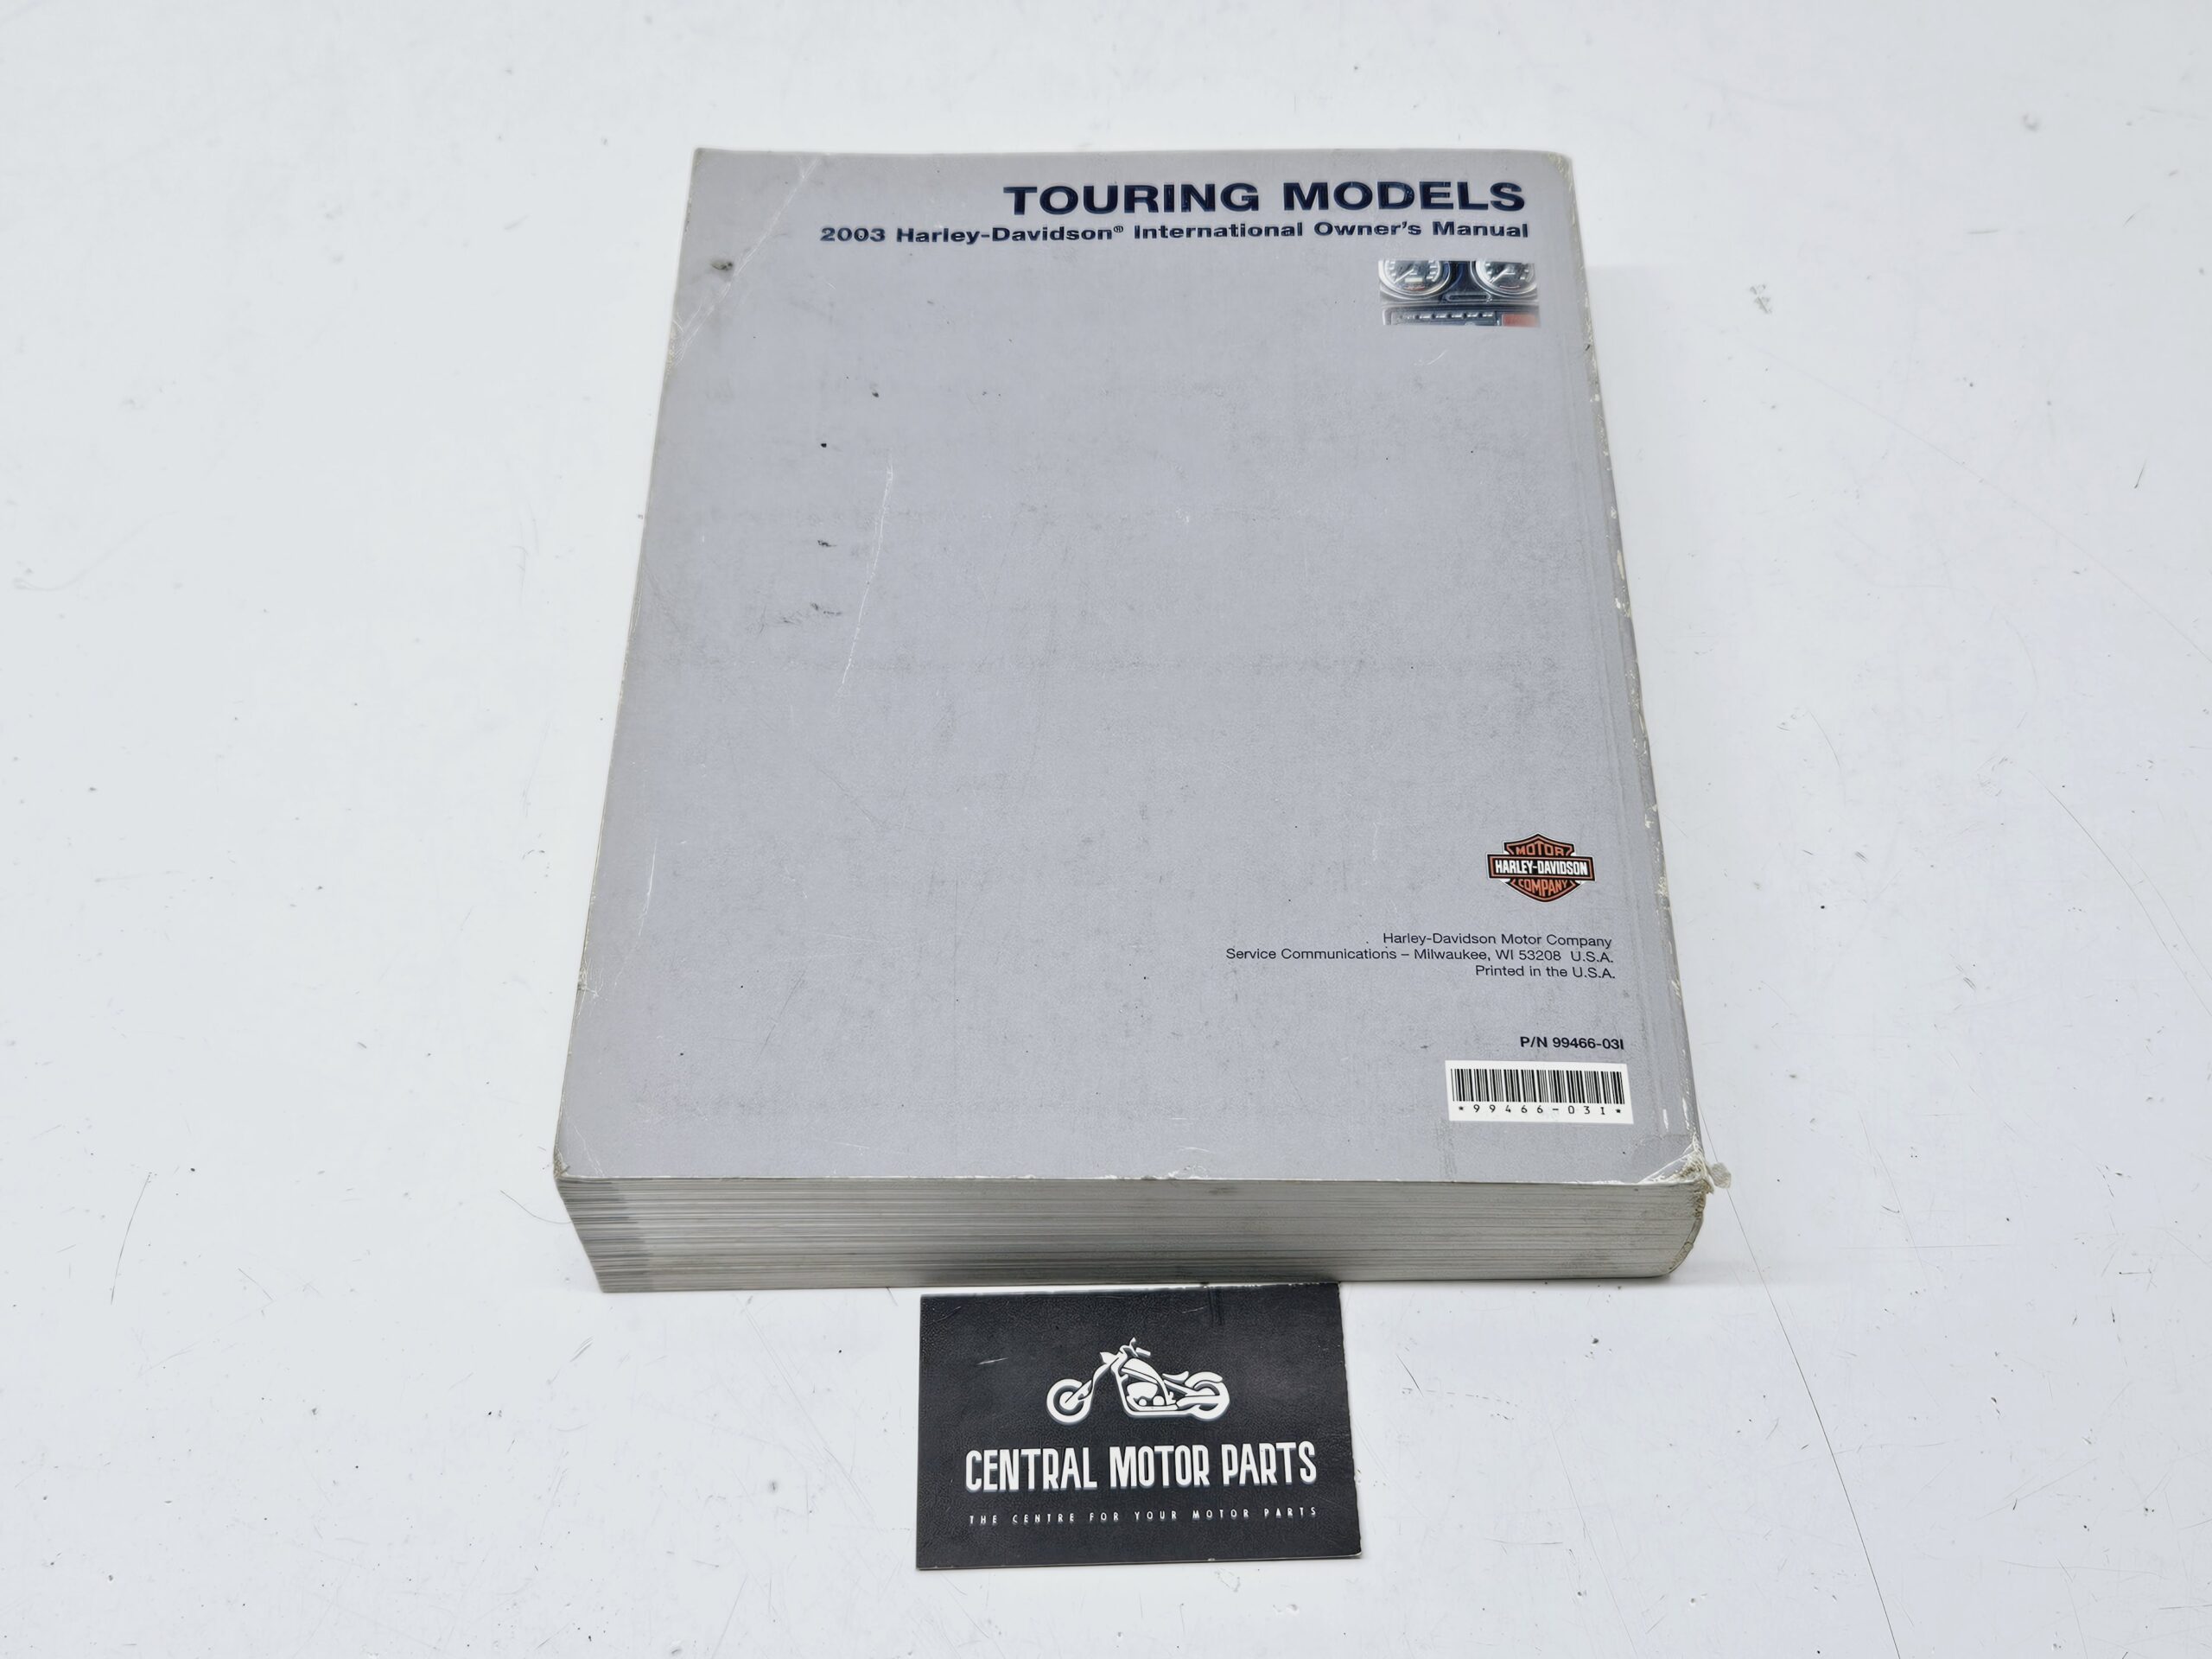 TOURING MODELS
2003 Harley-Davidson® International Owner's Manual
MOTOR
HARLEY-DAVIDSON
COMPANY
Harley-Davidson Motor Company
Service Communications – Milwaukee, WI 53208 U.S.A.
Printed in the U.S.A.
P/N 99466-03I
*99466-03I*
CENTRAL MOTOR PARTS
THE CENTRE FOR YOUR MOTOR PARTS